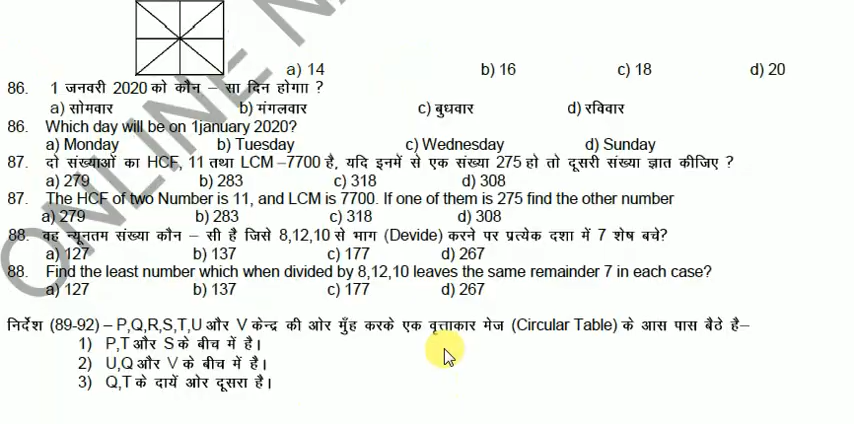 a) 14 b) 16 c) 18 d) 20
86. 1 जनवरी 2020 को कौन – सा दिन होगाा ?
a) सोमवार b) मंगलवार c) बुधवार d) रविवार
86. Which day will be on 1january 2020?
a) Monday b) Tuesday c) Wednesday d) Sunday
87. दो संख्याओं का HCF, 11 तथा LCM –7700 है, यदि इनमें से एक संख्या 275 हो तो दूसरी संख्या ज्ञात कीजिए ?
a) 279 b) 283 c) 318 d) 308
87. The HCF of two Number is 11, and LCM is 7700. If one of them is 275 find the other number
a) 279 b) 283 c) 318 d) 308
88. वह न्यूनतम संख्या कौन – सी है जिसे 8,12,10 से भाग (Devide) करने पर प्रत्येक दशा में 7 शेष बचे?
a) 127 b) 137 c) 177 d) 267
88. Find the least number which when divided by 8,12,10 leaves the same remainder 7 in each case?
a) 127 b) 137 c) 177 d) 267
निर्देश (89-92) – P,Q,R,S,T,U और V केन्द्र की ओर मुँह करके एक वृत्ताकार मेज (Circular Table) के आस पास बैठे है–
1) P,T और S के बीच में है।
2) U,Q और V के बीच में है।
3) Q,T के दायें ओर दूसरा है।
ONLINE NA